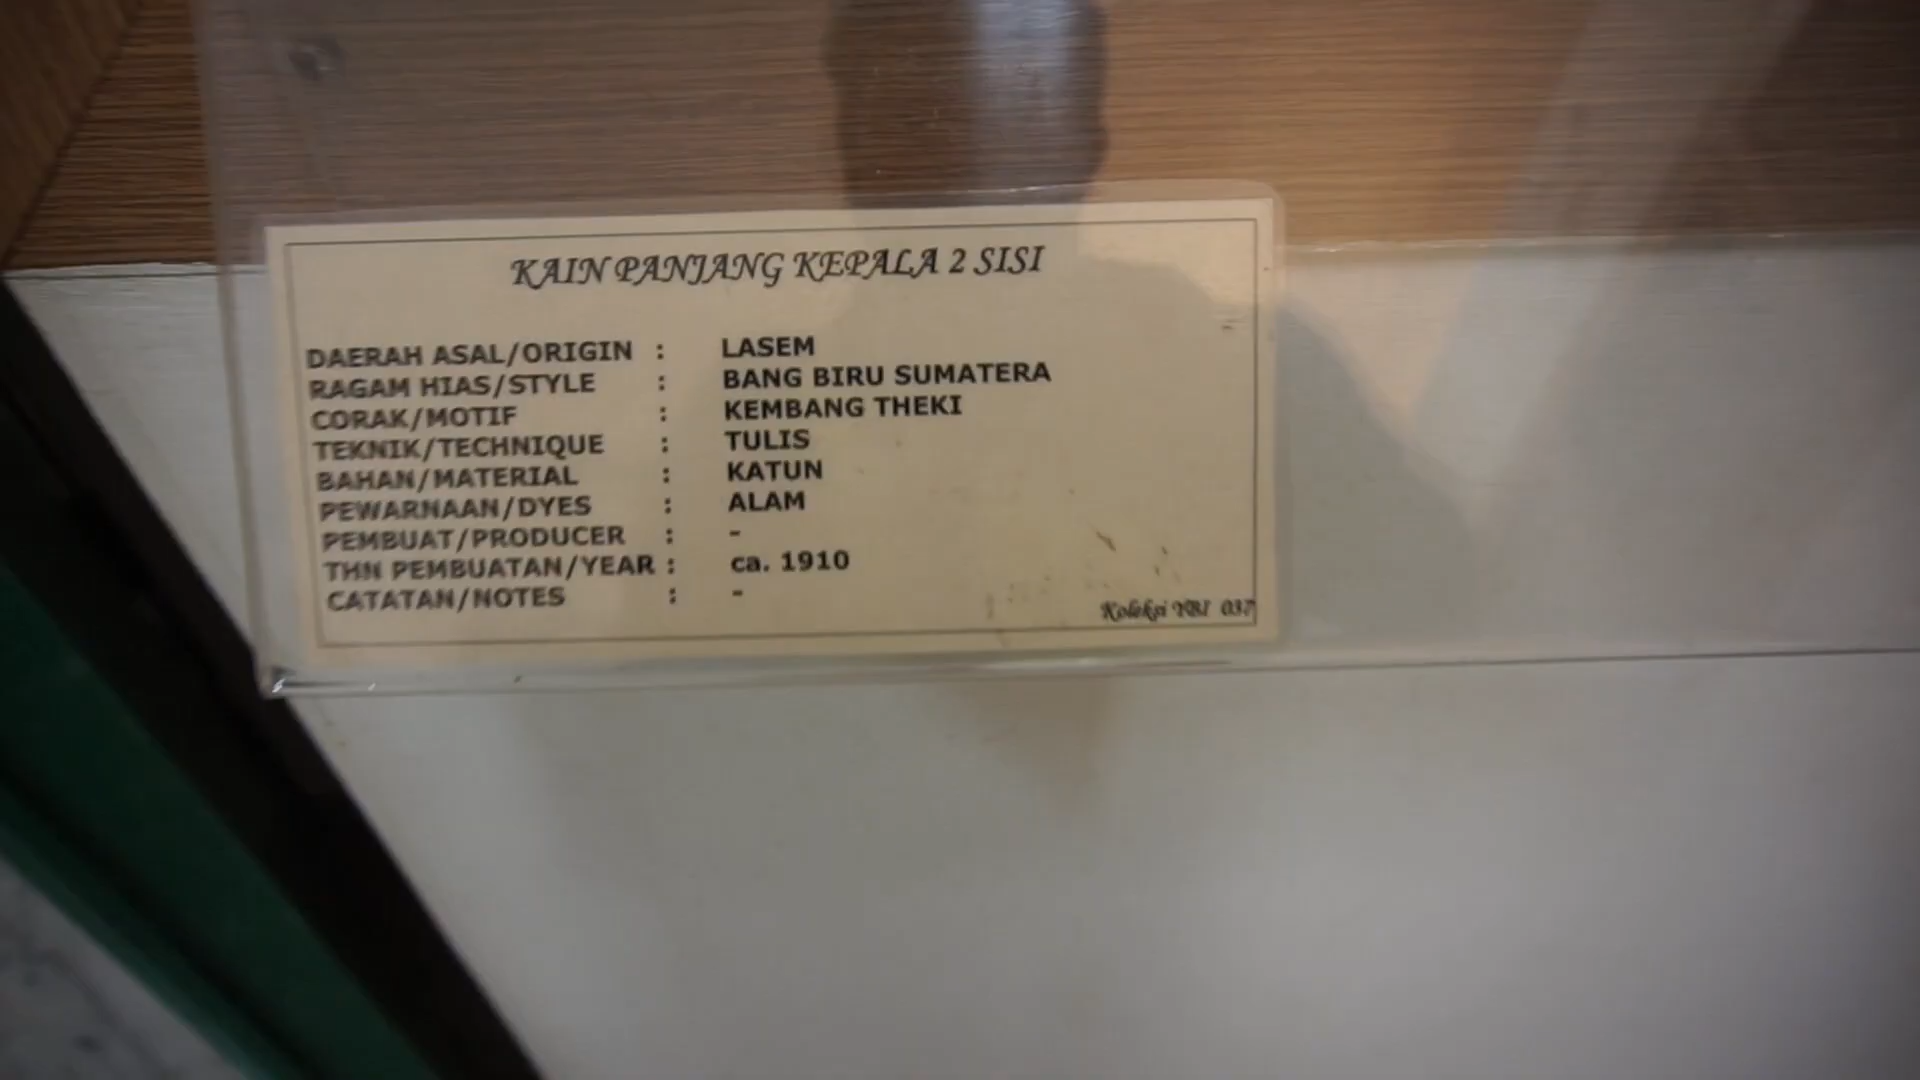 KAIN PANJANG KEPALA 2 SISI
DAERAH ASAL/ORIGIN : LASEM
RAGAM HIAS/STYLE : BANG BIRU SUMATERA
CORAK/MOTIF : KEMBANG THEKI
TEKNIK/TECHNIQUE : TULIS
BAHAN/MATERIAL : KATUN
PEWARNAAN/DYES : ALAM
PEMBUAT/PRODUCER : -
THN PEMBUATAN/YEAR : ca. 1910
CATATAN/NOTES : -
Koleksi YBI 037